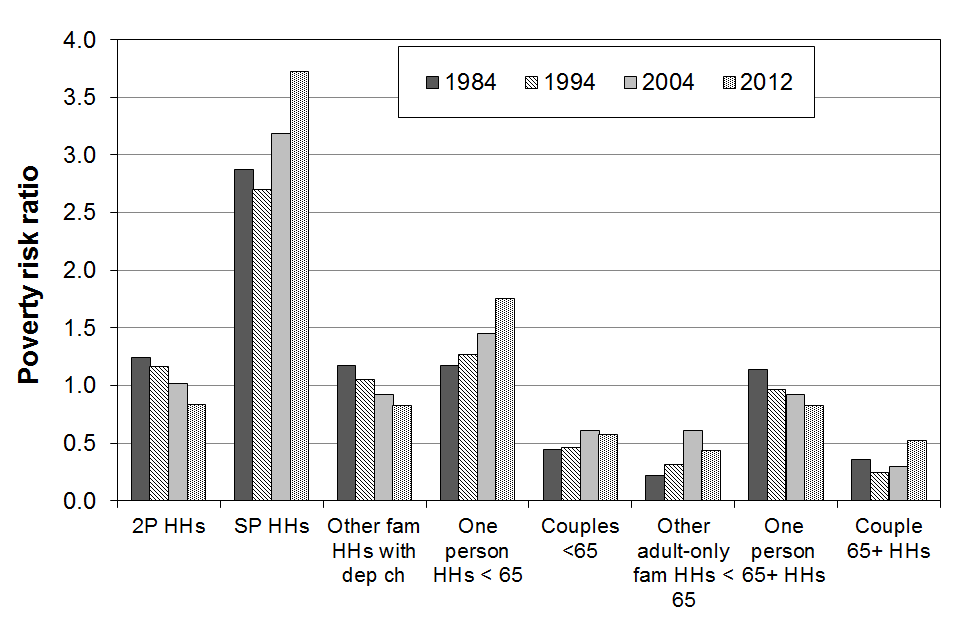 4.0
3.5
3.0
2.5
2.0
1.5
1.0
0.5
0.0
Poverty risk ratio
1984 1994 2004 2012
2P HHs
SP HHs
Other fam
HHs with
dep ch
One
person
HHs < 65
Couples
<65
Other
adult-only
fam HHs <
65
One
person
65+ HHs
Couple
65+ HHs